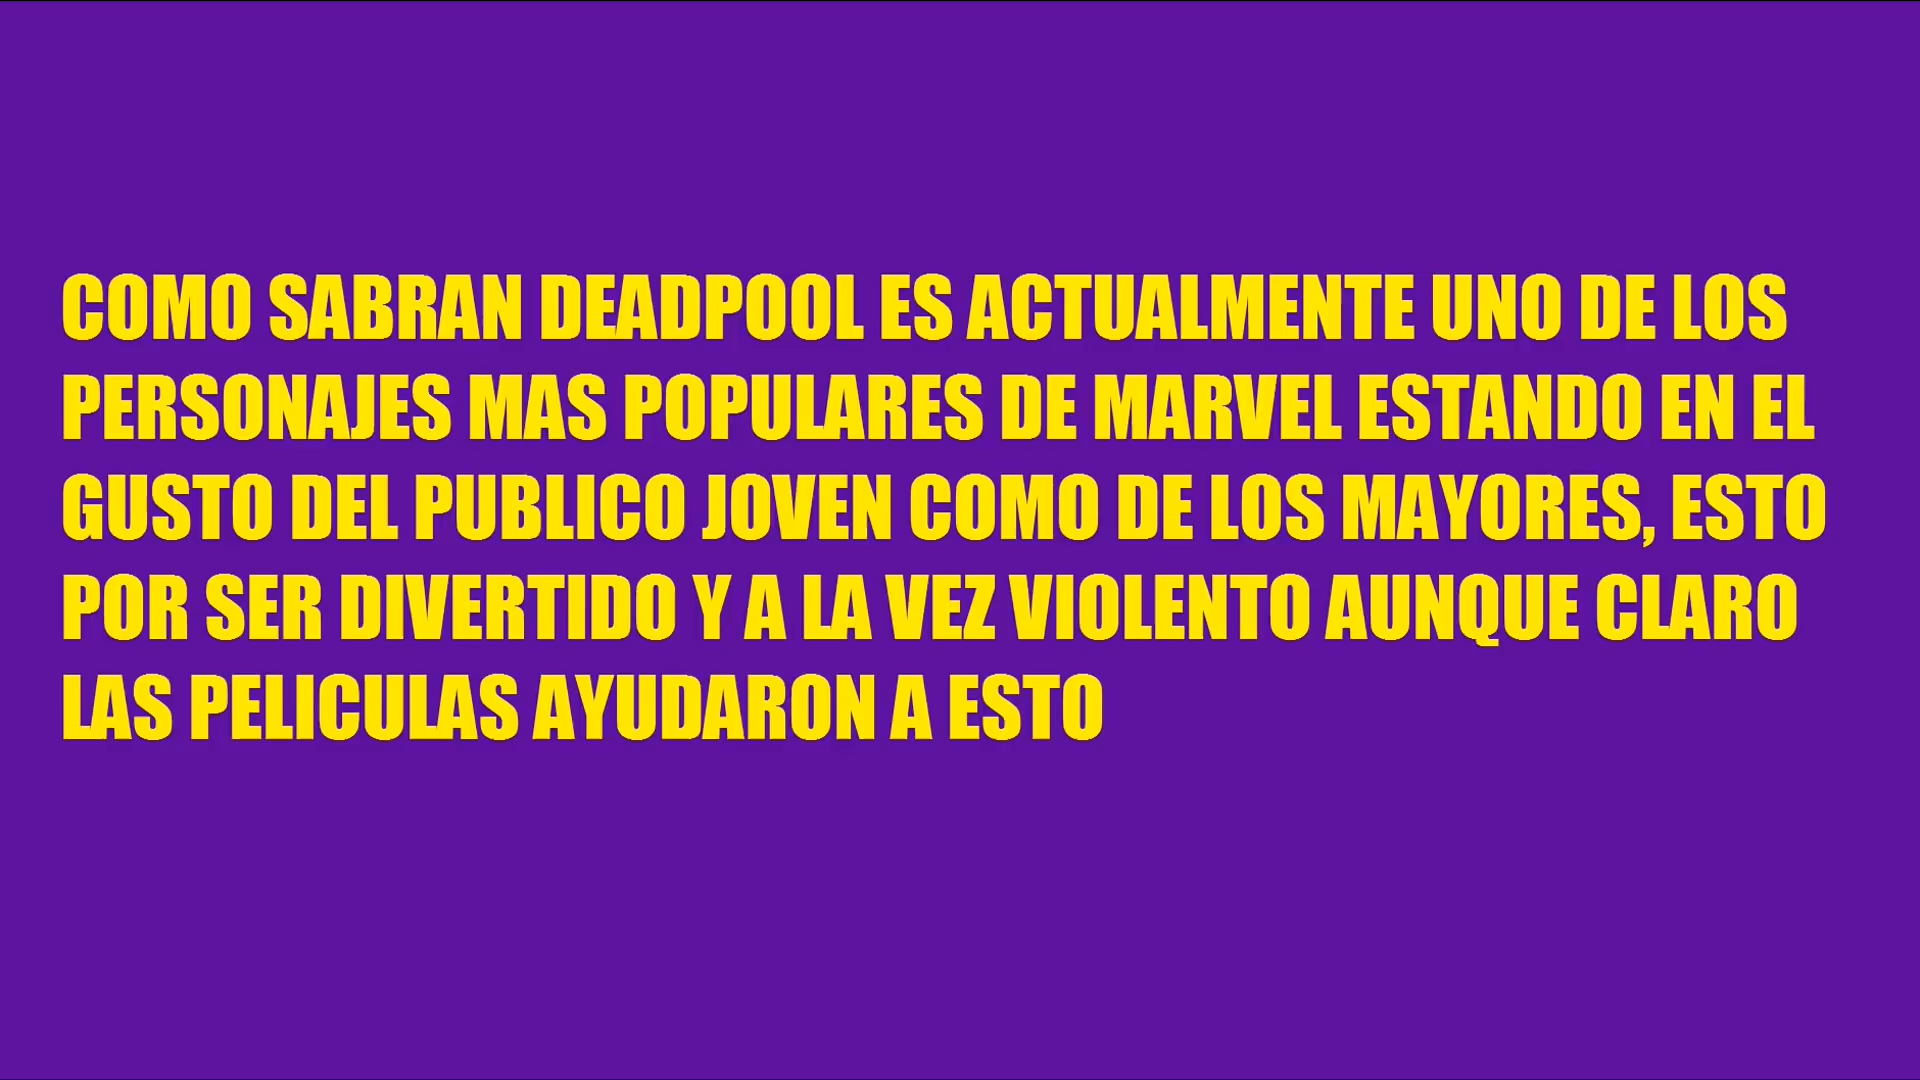 COMO SABRAN DEADPOOL ES ACTUALMENTE UNO DE LOS
PERSONAJES MAS POPULARES DE MARVEL ESTANDO EN EL
GUSTO DEL PUBLICO JOVEN COMO DE LOS MAYORES, ESTO
POR SER DIVERTIDO Y A LA VEZ VIOLENTO AUNQUE CLARO
LAS PELICULAS AYUDARON A ESTO